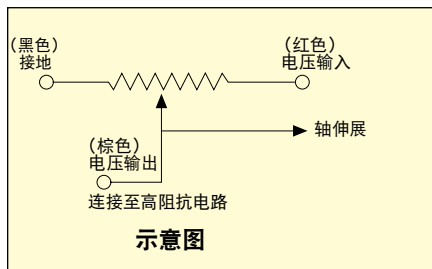 （黑色）
接地
（红色）
电压输入
轴伸展
（棕色）
电压输出
连接至高阻抗电路
示意图